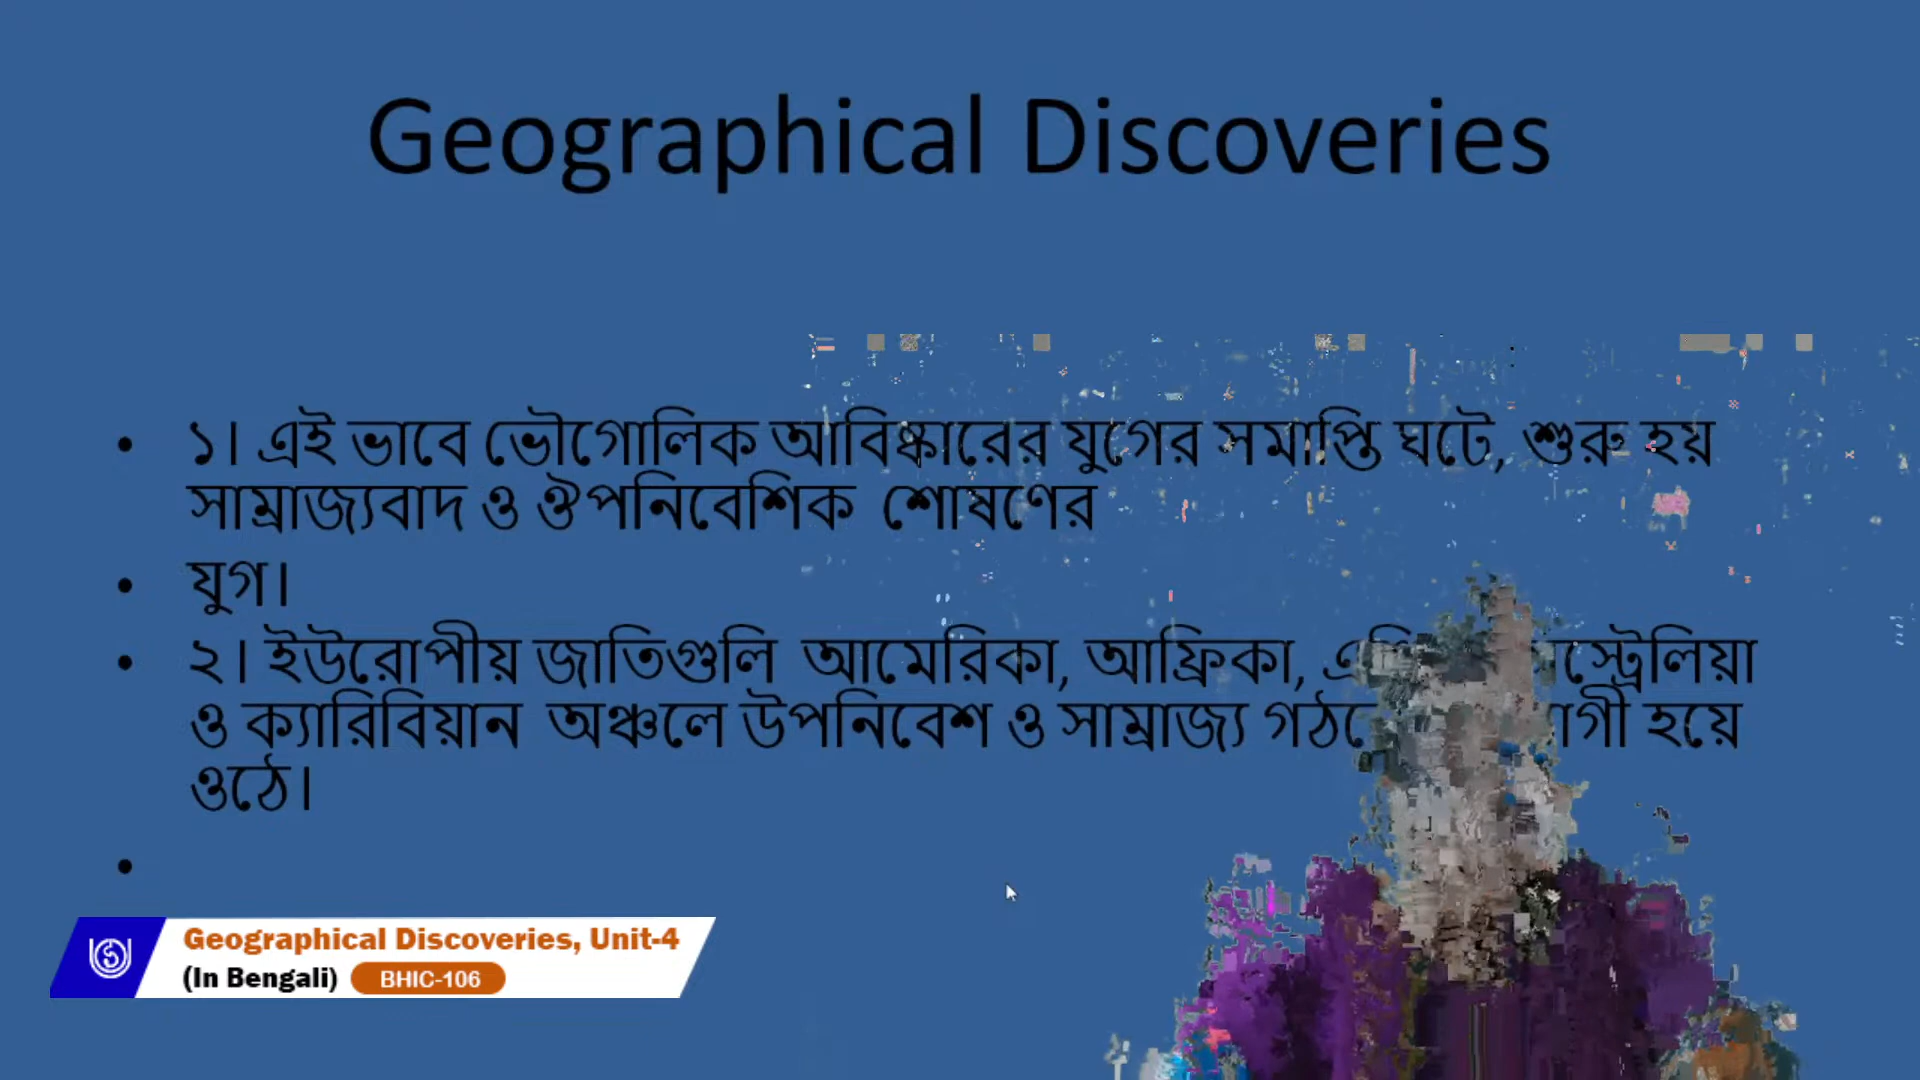 Geographical Discoveries
• ১। এই ভাবে ভৌগোলিক আবিষ্কারের যুগের সমাপ্তি ঘটে, শুরু হয়
সাম্রাজ্যবাদ ও ঔপনিবেশিক শোষণের
• যুগ।
• ২। ইউরোপীয় জাতিগুলি আমেরিকা, আফ্রিকা,
ও ক্যারিবিয়ান অঞ্চলে উপনিবেশ ও সাম্রাজ্য হয়ে
ওঠে।
•
Geographical Discoveries, Unit-4
(In Bengali) BHIC-106